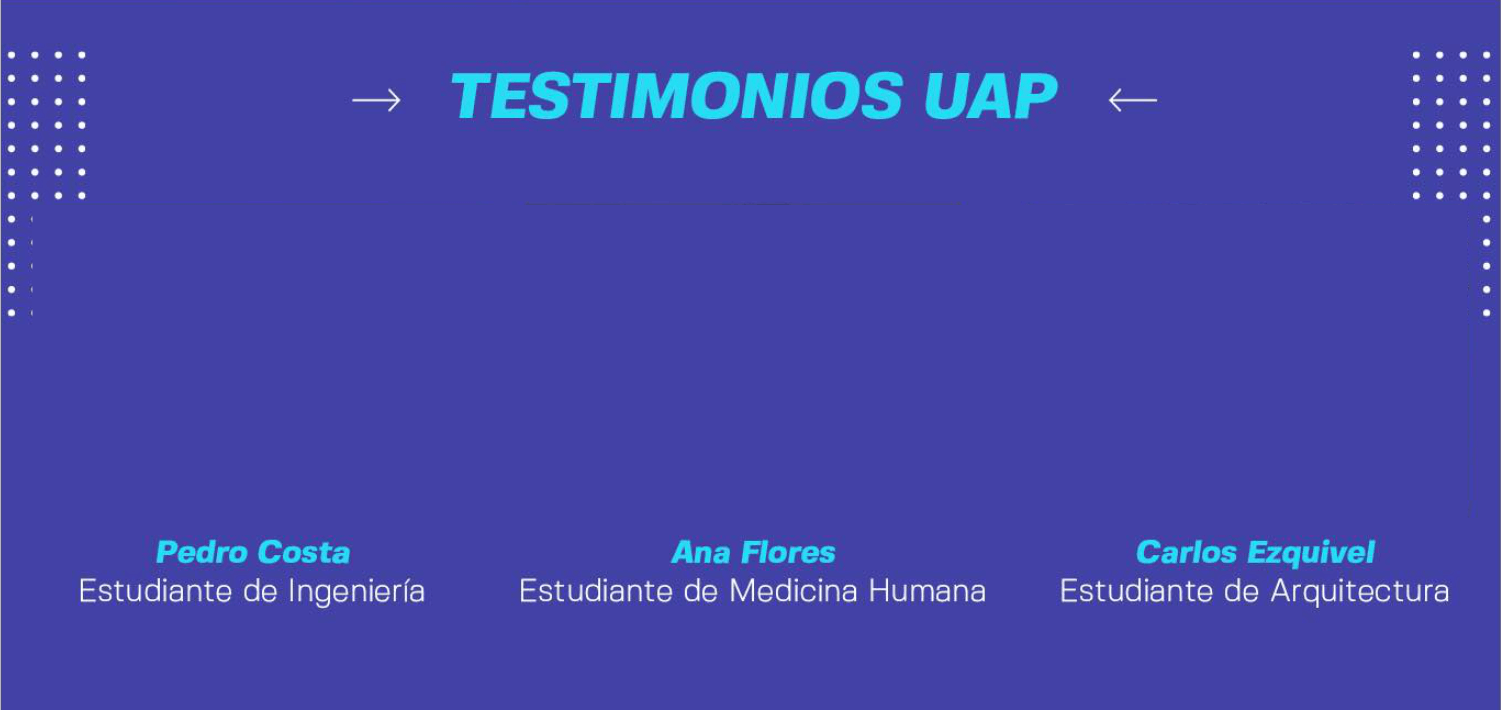 TESTIMONIOS UAP
Pedro Costa
Estudiante de Ingeniería
Ana Flores
Estudiante de Medicina Humana
Carlos Ezquivel
Estudiante de Arquitectura